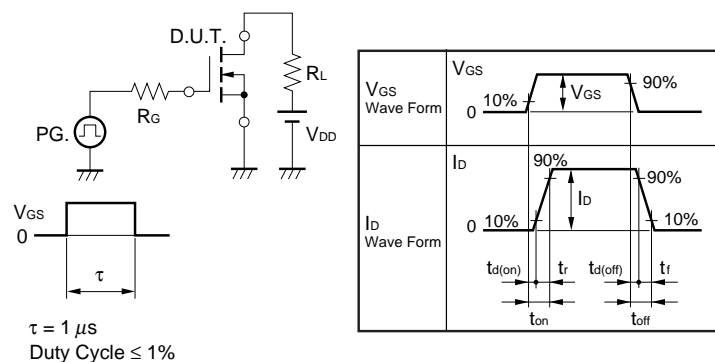 D.U.T.
RL
RG
PG.
VDD
VGS
0
τ
τ = 1 μs
Duty Cycle ≤ 1%
VGS
Wave Form
VGS
10%
0
VGS
90%
ID
Wave Form
ID
90%
90%
10%
0
ID
10%
td(on)
tr
td(off)
tf
ton
toff